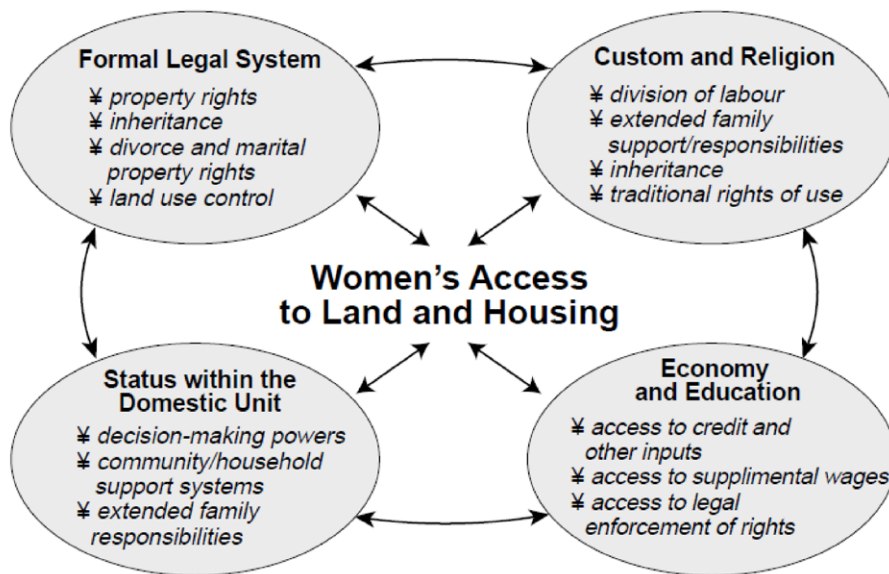 Formal Legal System
¥ property rights
¥ inheritance
¥ divorce and marital
property rights
¥ land use control
Custom and Religion
¥ division of labour
¥ extended family
support/responsibilities
¥ inheritance
¥ traditional rights of use
Women's Access
to Land and Housing
Status within the
Domestic Unit
¥ decision-making powers
¥ community/household
support systems
¥ extended family
responsibilities
Economy
and Education
¥ access to credit and
other inputs
¥ access to supplimental wages
¥ access to legal
enforcement of rights